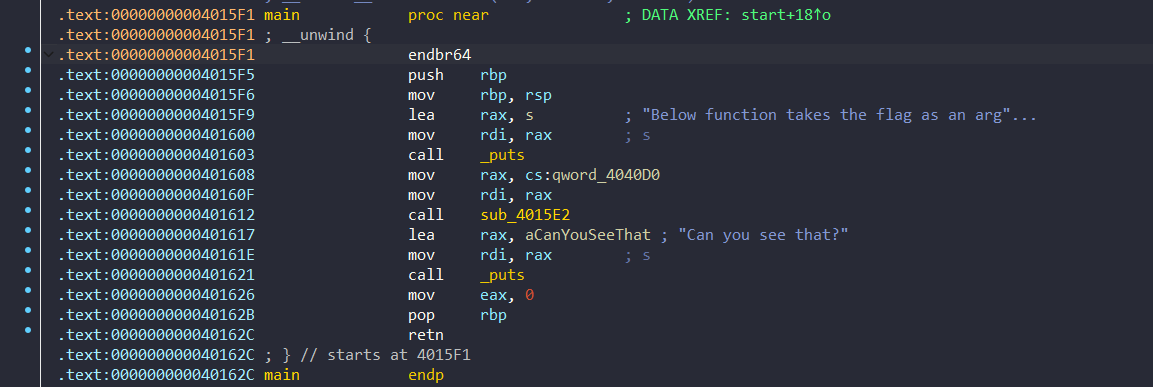 .text:00000000004015F1 main proc near ; DATA XREF: start+18↑o
.text:00000000004015F1 ; __unwind {
.text:00000000004015F1 endbr64
.text:00000000004015F5 push rbp
.text:00000000004015F6 mov rbp, rsp
.text:00000000004015F9 lea rax, s ; "Below function takes the flag as an arg"...
.text:0000000000401600 mov rdi, rax ; s
.text:0000000000401603 call _puts
.text:0000000000401608 mov rax, cs:qword_4040D0
.text:000000000040160F mov rdi, rax
.text:0000000000401612 call sub_4015E2
.text:0000000000401617 lea rax, aCanYouSeeThat ; "Can you see that?"
.text:000000000040161E mov rdi, rax ; s
.text:0000000000401621 call _puts
.text:0000000000401626 mov eax, 0
.text:000000000040162B pop rbp
.text:000000000040162C retn
.text:000000000040162C ; } // starts at 4015F1
.text:000000000040162C main endp